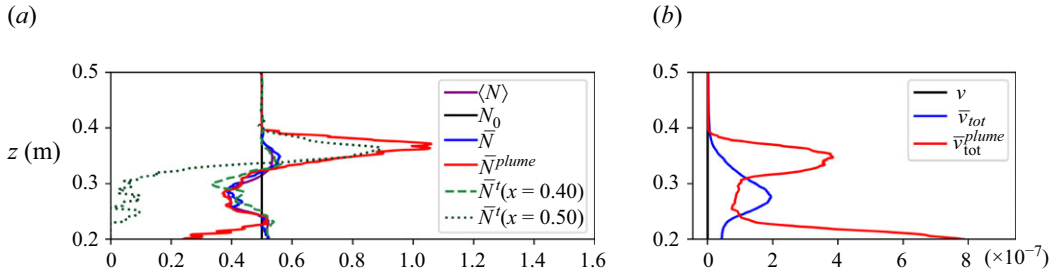 (a)
(b)
0.5
0.4
z (m)
0.3
0.2
0
0.2
0.4
0.6
0.8
1.0
1.2
1.4
1.6
⟨N⟩
N₀
N̄
N̄ᵖˡᵘᵐᵉ
N̄ᵗ(x = 0.40)
N̄ᵗ(x = 0.50)
0.5
0.4
0.3
0.2
0
2
4
6
8
(×10⁻⁷)
ν
ν̄ₜₒₜ
ν̄ₜₒₜᵖˡᵘᵐᵉ